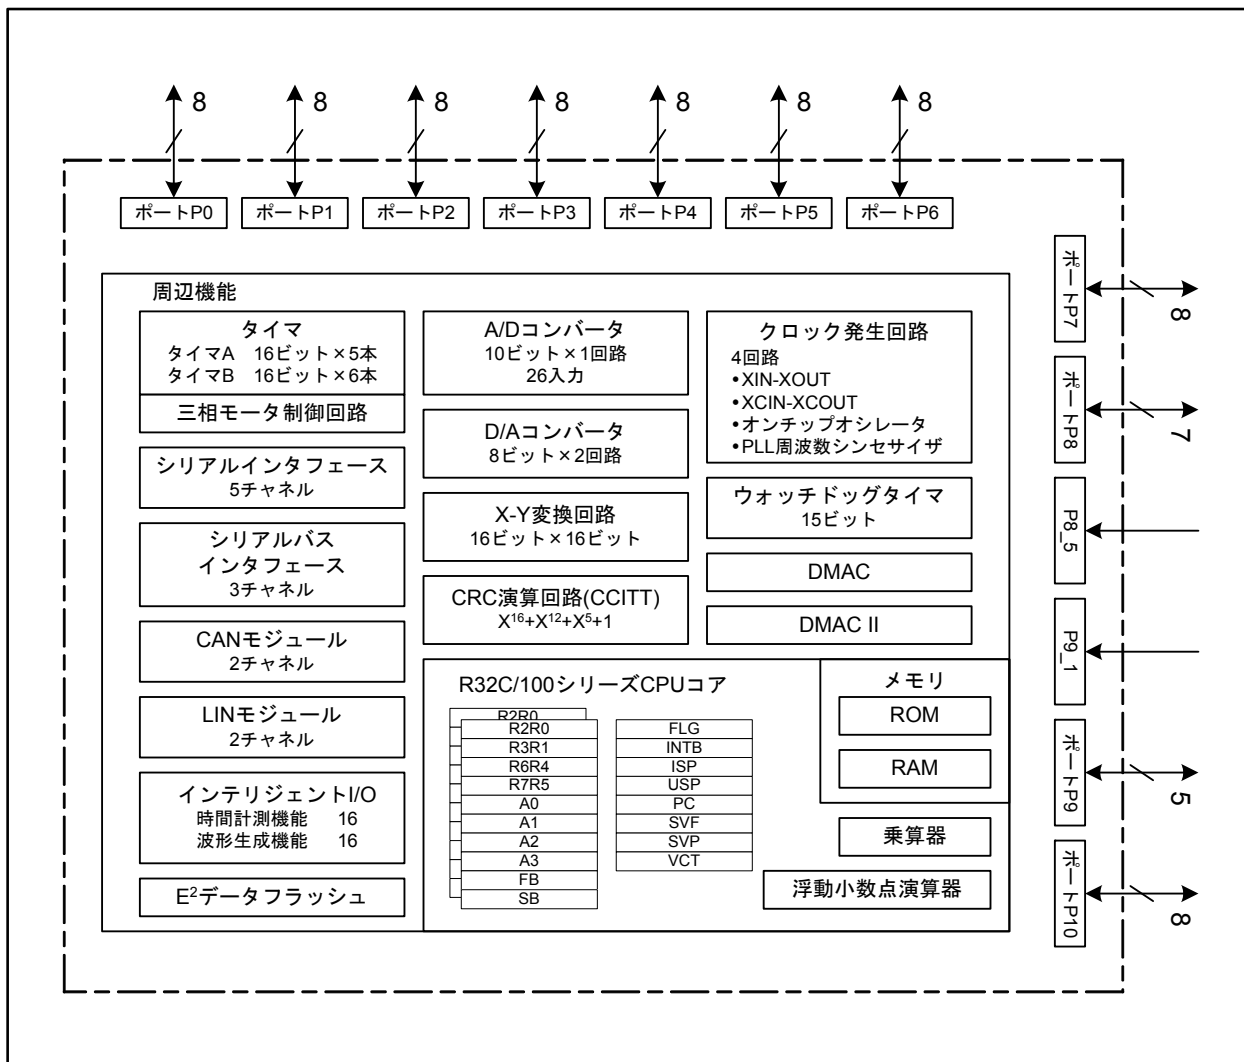 8
8
8
8
8
8
8
ポートP0
ポートP1
ポートP2
ポートP3
ポートP4
ポートP5
ポートP6
周辺機能
タイマ
タイマA 16ビット×5本
タイマB 16ビット×6本
三相モータ制御回路
シリアルインタフェース
5チャネル
シリアルバス
インタフェース
3チャネル
CANモジュール
2チャネル
LINモジュール
2チャネル
インテリジェントI/O
時間計測機能 16
波形生成機能 16
E²データフラッシュ
A/Dコンバータ
10ビット×1回路
26入力
D/Aコンバータ
8ビット×2回路
X-Y変換回路
16ビット×16ビット
CRC演算回路(CCITT)
X¹⁶+X¹²+X⁵+1
クロック発生回路
4回路
•XIN-XOUT
•XCIN-XCOUT
•オンチップオシレータ
•PLL周波数シンセサイザ
ウォッチドッグタイマ
15ビット
DMAC
DMAC II
R32C/100シリーズCPUコア
R2R0
R2R0
R3R1
R6R4
R7R5
A0
A1
A2
A3
FB
SB
FLG
INTB
ISP
USP
PC
SVF
SVP
VCT
メモリ
ROM
RAM
乗算器
浮動小数点演算器
ポートP7
8
ポートP8
7
P8_5
P9_1
ポートP9
5
ポートP10
8